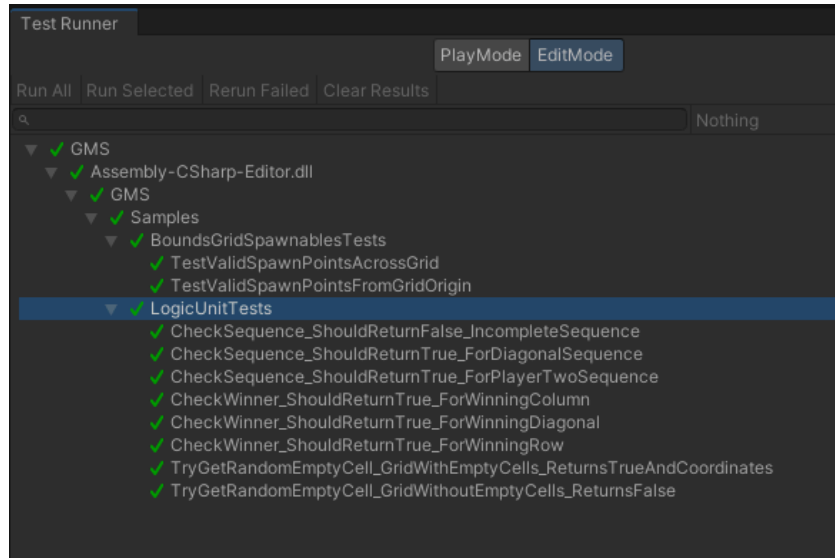 Test Runner
PlayMode EditMode
Run All Run Selected Rerun Failed Clear Results
Nothing
GMS
Assembly-CSharp-Editor.dll
GMS
Samples
BoundsGridSpawnablesTests
TestValidSpawnPointsAcrossGrid
TestValidSpawnPointsFromGridOrigin
LogicUnitTests
CheckSequence_ShouldReturnFalse_IncompleteSequence
CheckSequence_ShouldReturnTrue_ForDiagonalSequence
CheckSequence_ShouldReturnTrue_ForPlayerTwoSequence
CheckWinner_ShouldReturnTrue_ForWinningColumn
CheckWinner_ShouldReturnTrue_ForWinningDiagonal
CheckWinner_ShouldReturnTrue_ForWinningRow
TryGetRandomEmptyCell_GridWithEmptyCells_ReturnsTrueAndCoordinates
TryGetRandomEmptyCell_GridWithoutEmptyCells_ReturnsFalse